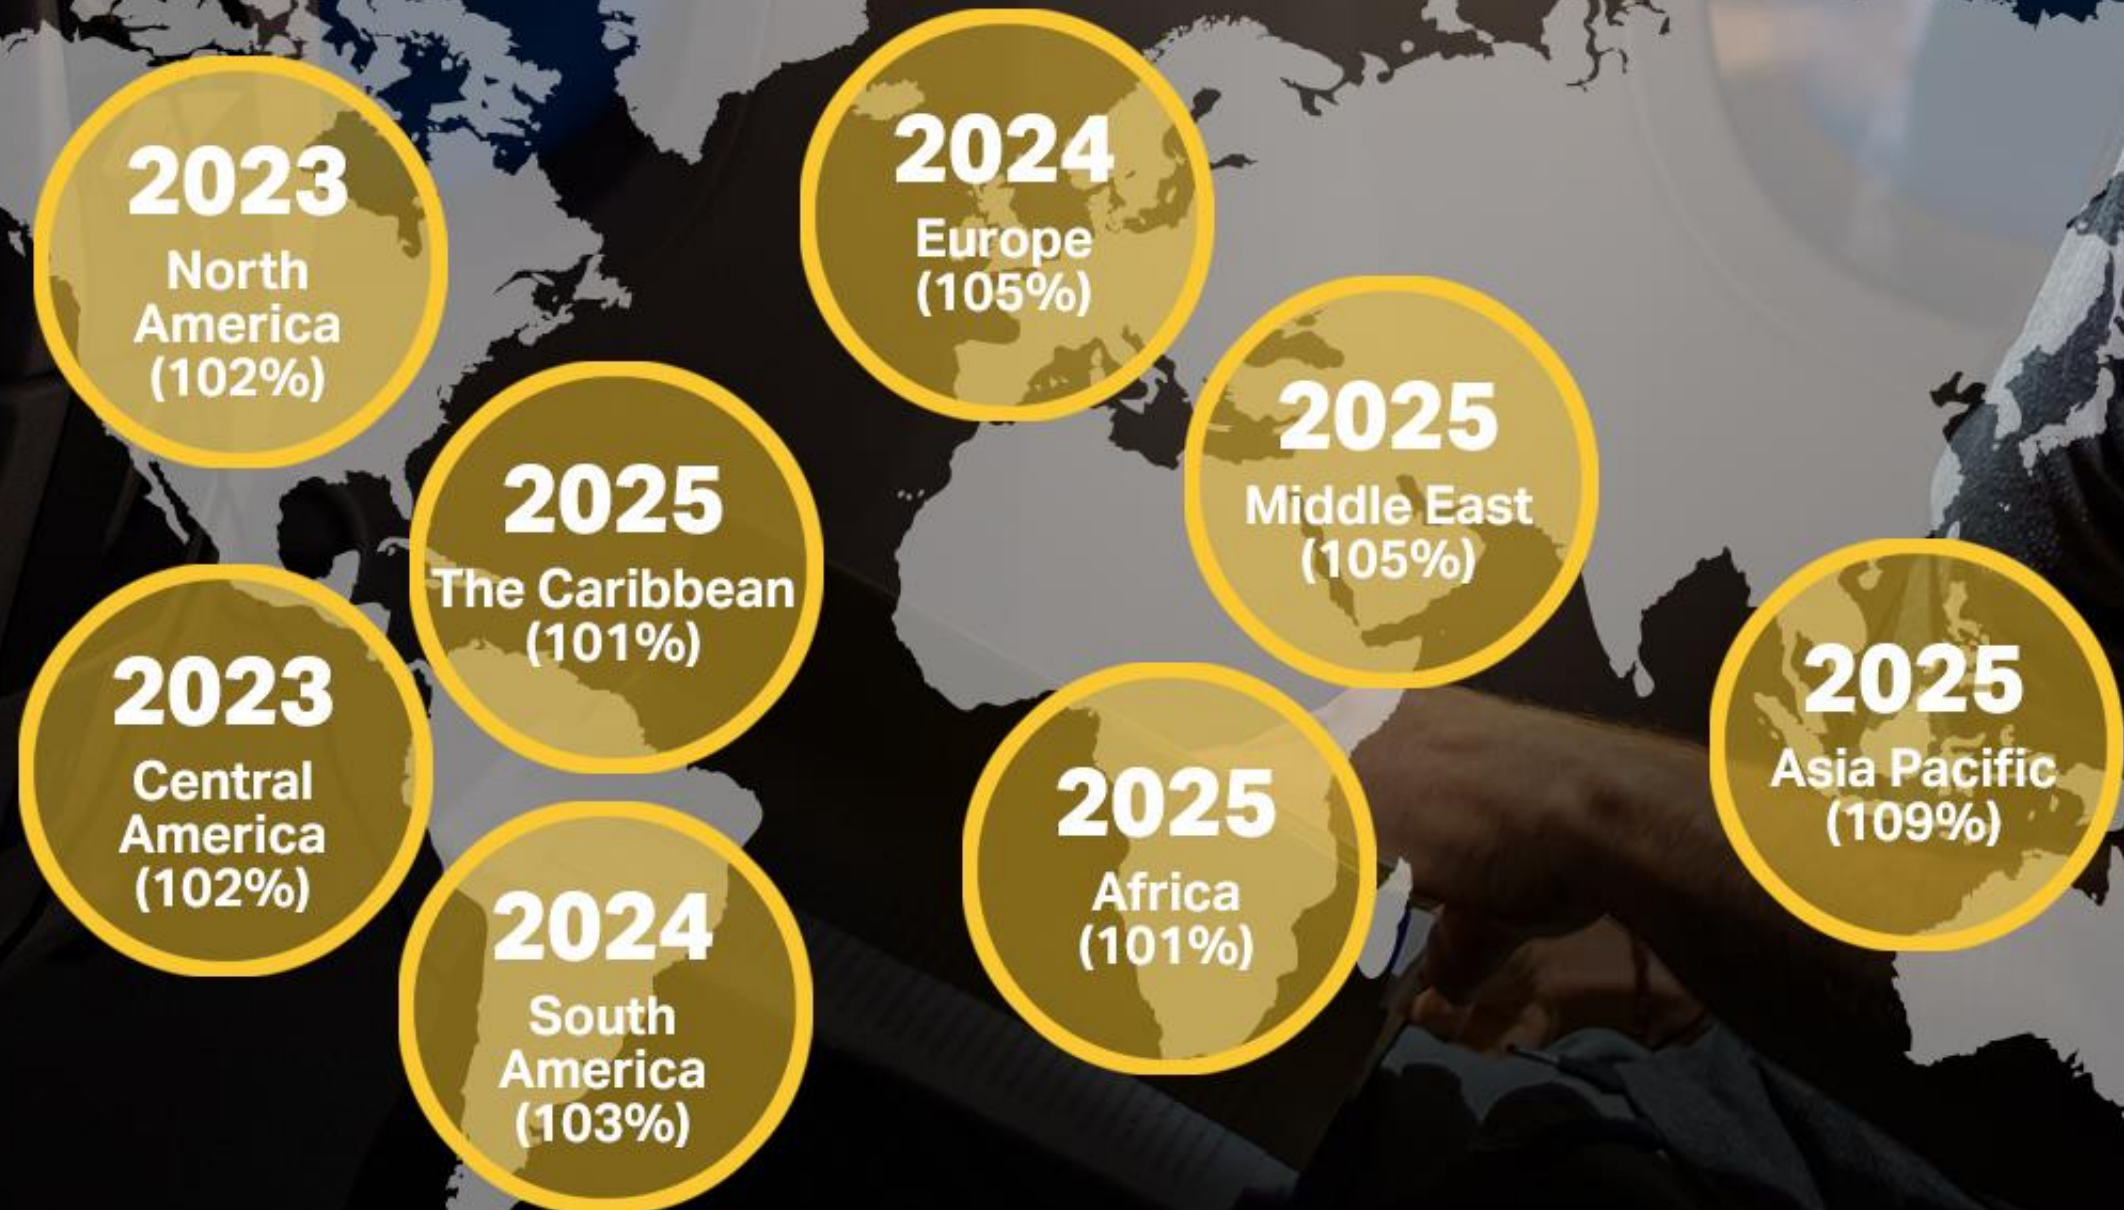 2023
North
America
(102%)
2024
Europe
(105%)
2025
Middle East
(105%)
2025
The Caribbean
(101%)
2023
Central
America
(102%)
2025
Asia Pacific
(109%)
2025
Africa
(101%)
2024
South
America
(103%)